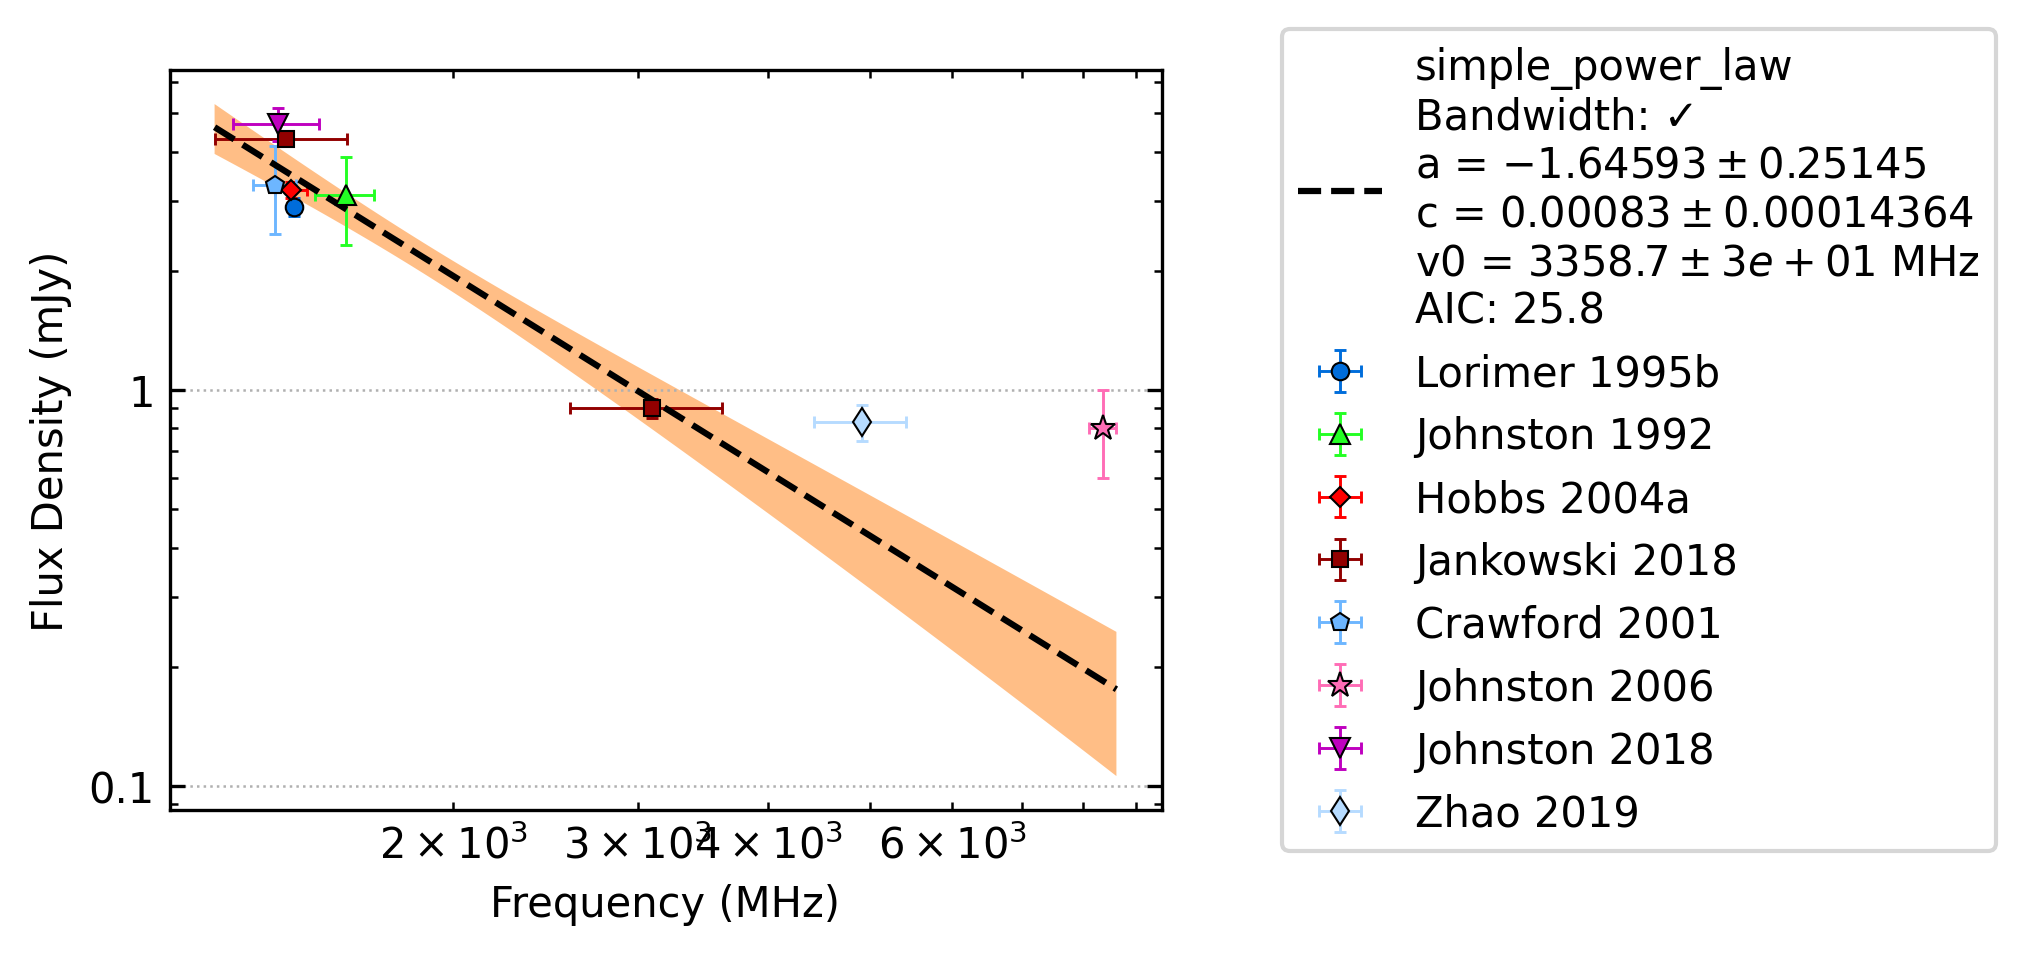 simple_power_law
Bandwidth: ✓
a = −1.64593 ± 0.25145
c = 0.00083 ± 0.00014364
v0 = 3358.7 ± 3e + 01 MHz
AIC: 25.8
Lorimer 1995b
Johnston 1992
Hobbs 2004a
Jankowski 2018
Crawford 2001
Johnston 2006
Johnston 2018
Zhao 2019
Flux Density (mJy)
1
0.1
2 × 10³ 3 × 10³ 4 × 10³ 6 × 10³
Frequency (MHz)